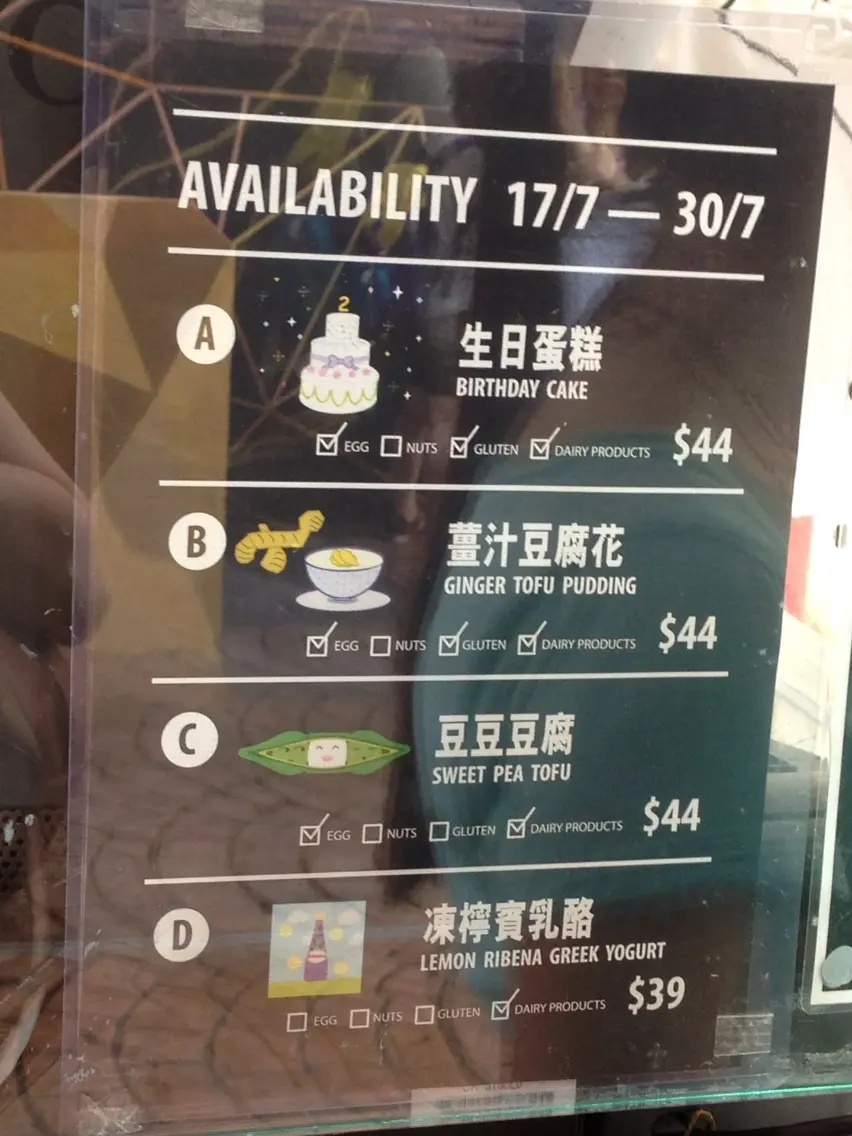 AVAILABILITY 17/7 — 30/7
A
2
生日蛋糕
BIRTHDAY CAKE
☑ EGG ☐ NUTS ☑ GLUTEN ☑ DAIRY PRODUCTS $44
B
薑汁豆腐花
GINGER TOFU PUDDING
☑ EGG ☐ NUTS ☑ GLUTEN ☑ DAIRY PRODUCTS $44
C
豆豆豆腐
SWEET PEA TOFU
☑ EGG ☐ NUTS ☐ GLUTEN ☑ DAIRY PRODUCTS $44
D
凍檸賓乳酪
LEMON RIBENA GREEK YOGURT
☐ EGG ☐ NUTS ☐ GLUTEN ☑ DAIRY PRODUCTS $39